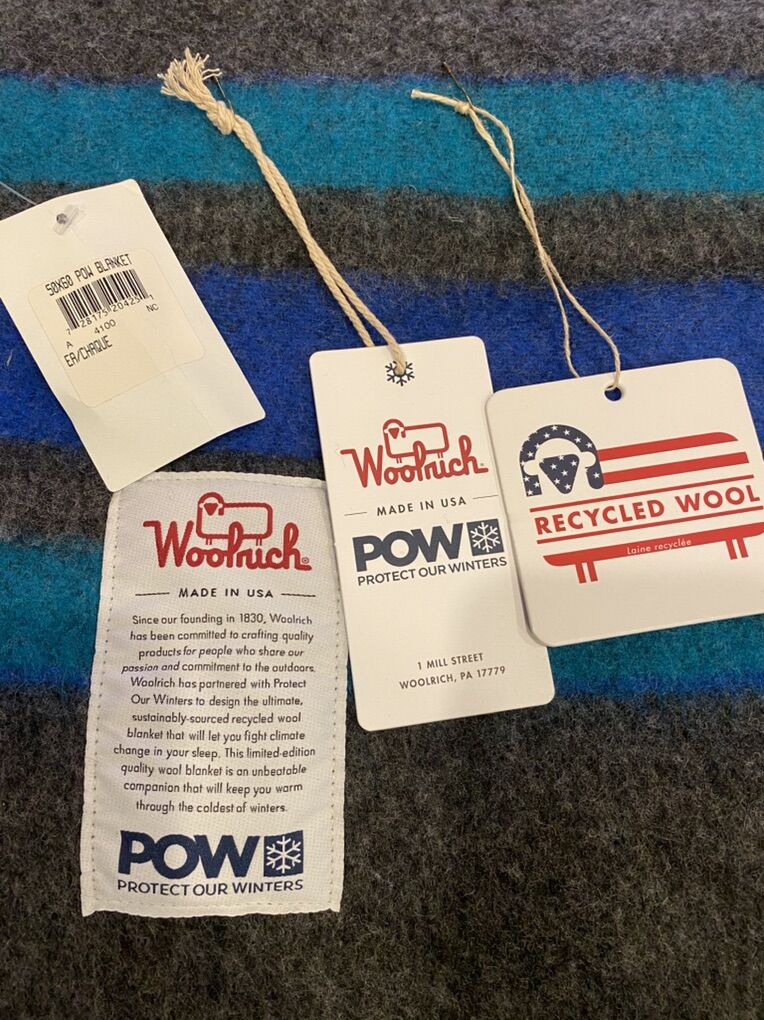 50X60 POW BLANKET
7 28175 20425 1
A 4100 NC
EA/CHAQUE
Woolrich®
MADE IN USA
Since our founding in 1830, Woolrich
has been committed to crafting quality
products for people who share our
passion and commitment to the outdoors.
Woolrich has partnered with Protect
Our Winters to design the ultimate,
sustainably-sourced recycled wool
blanket that will let you fight climate
change in your sleep. This limited-edition
quality wool blanket is an unbeatable
companion that will keep you warm
through the coldest of winters.
POW
PROTECT OUR WINTERS
Woolrich®
MADE IN USA
POW
PROTECT OUR WINTERS
1 MILL STREET
WOOLRICH, PA 17779
RECYCLED WOOL
Laine recyclée